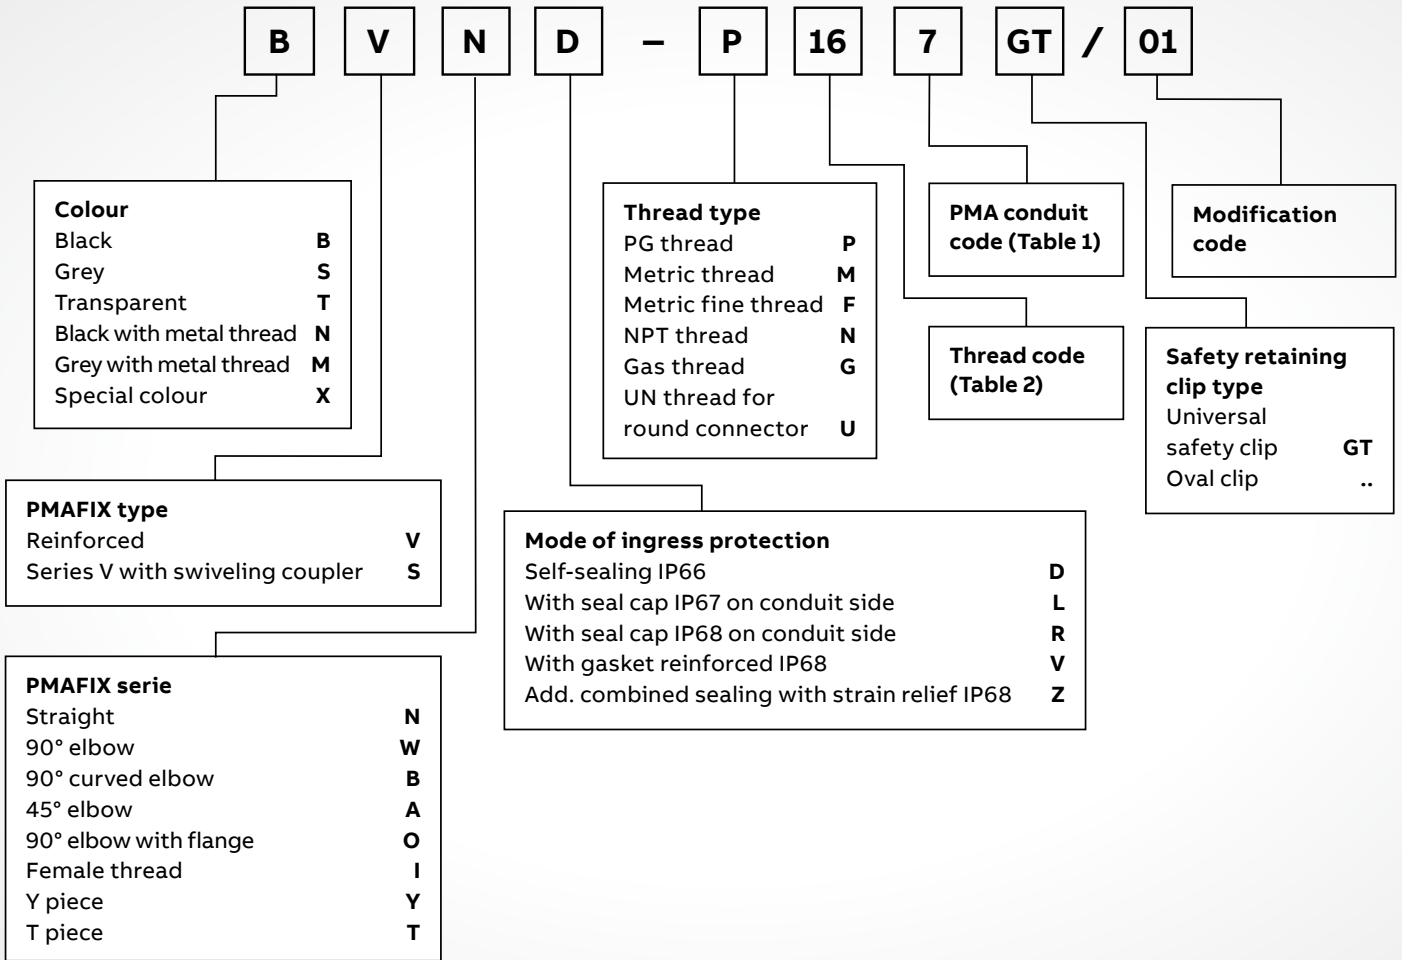 B V N D – P 16 7 GT / 01
Colour
Black B
Grey S
Transparent T
Black with metal thread N
Grey with metal thread M
Special colour X
Thread type
PG thread P
Metric thread M
Metric fine thread F
NPT thread N
Gas thread G
UN thread for
round connector U
PMA conduit
code (Table 1)
Modification
code
Thread code
(Table 2)
Safety retaining
clip type
Universal
safety clip GT
Oval clip ..
PMAFIX type
Reinforced V
Series V with swiveling coupler S
Mode of ingress protection
Self-sealing IP66 D
With seal cap IP67 on conduit side L
With seal cap IP68 on conduit side R
With gasket reinforced IP68 V
Add. combined sealing with strain relief IP68 Z
PMAFIX serie
Straight N
90° elbow W
90° curved elbow B
45° elbow A
90° elbow with flange O
Female thread I
Y piece Y
T piece T